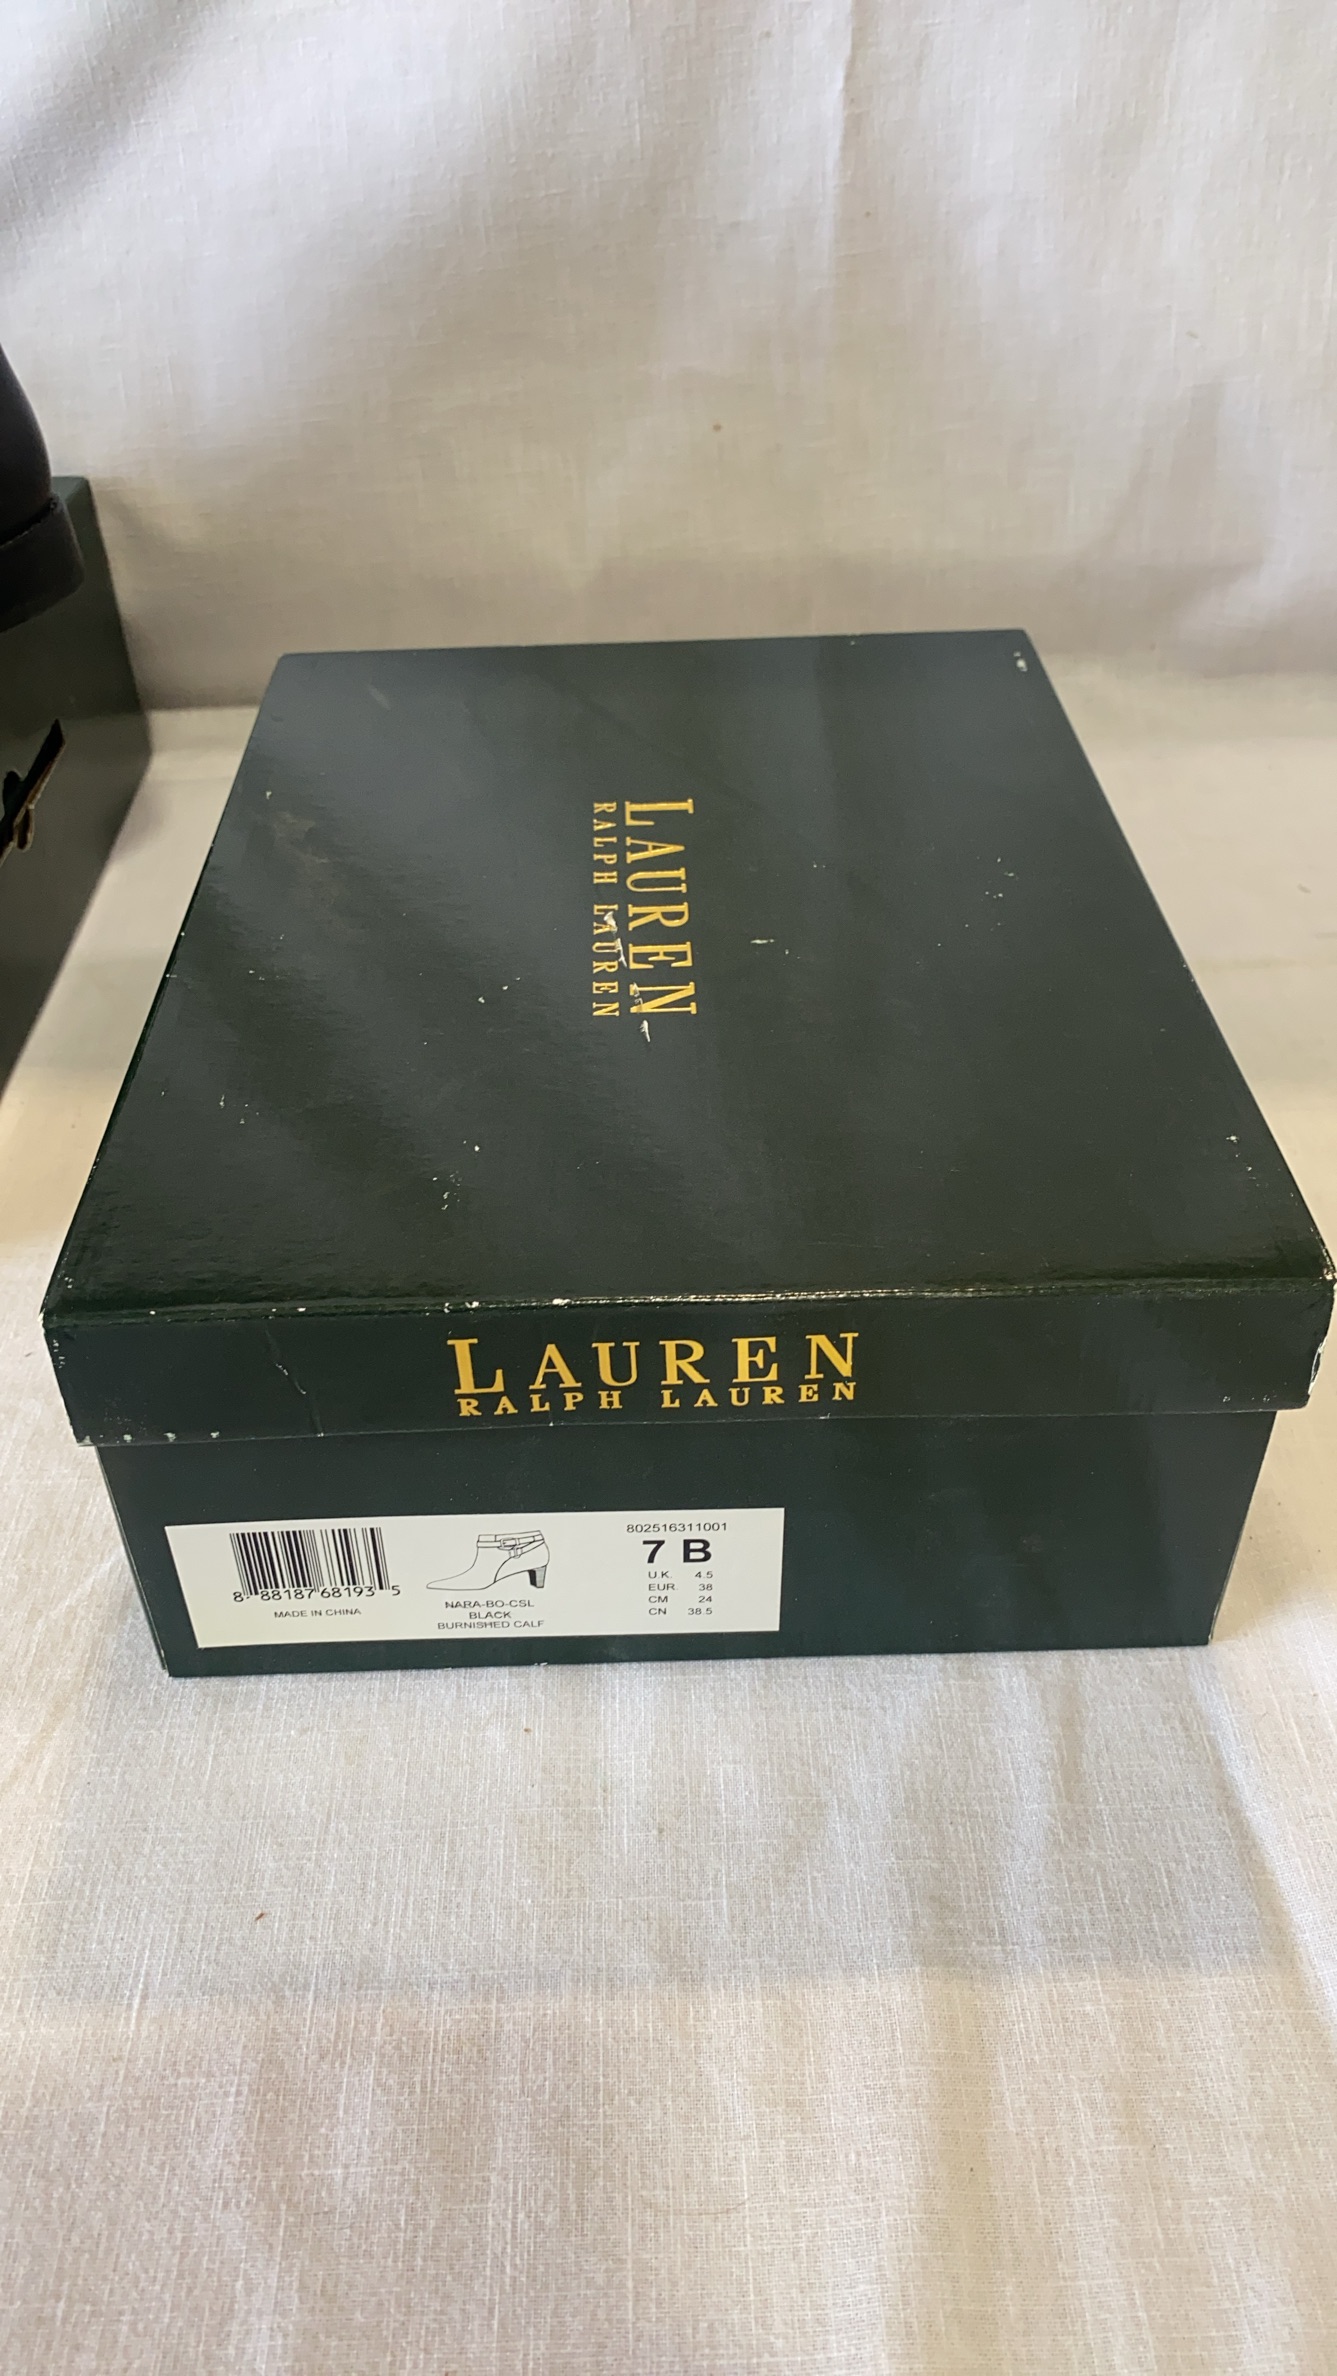 LAUREN
RALPH LAUREN
LAUREN
RALPH LAUREN
8 88187 68193 5
MADE IN CHINA
NARA-BO-CSL
BLACK
BURNISHED CALF
802516311001
7 B
U.K. 4.5
EUR. 38
CM 24
CN 38.5